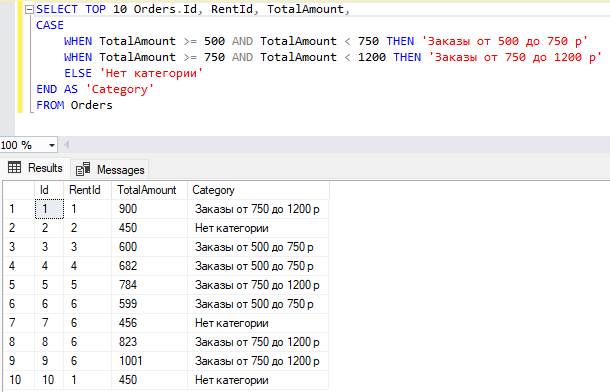 SELECT TOP 10 Orders.Id, RentId, TotalAmount,
CASE
WHEN TotalAmount >= 500 AND TotalAmount < 750 THEN 'Заказы от 500 до 750 р'
WHEN TotalAmount >= 750 AND TotalAmount < 1200 THEN 'Заказы от 750 до 1200 р'
ELSE 'Нет категории'
END AS 'Category'
FROM Orders
100 %
Results Messages
Id RentId TotalAmount Category
1 1 1 900 Заказы от 750 до 1200 р
2 2 2 450 Нет категории
3 3 3 600 Заказы от 500 до 750 р
4 4 4 682 Заказы от 500 до 750 р
5 5 5 784 Заказы от 750 до 1200 р
6 6 6 599 Заказы от 500 до 750 р
7 7 6 456 Нет категории
8 8 6 823 Заказы от 750 до 1200 р
9 9 6 1001 Заказы от 750 до 1200 р
10 10 1 450 Нет категории